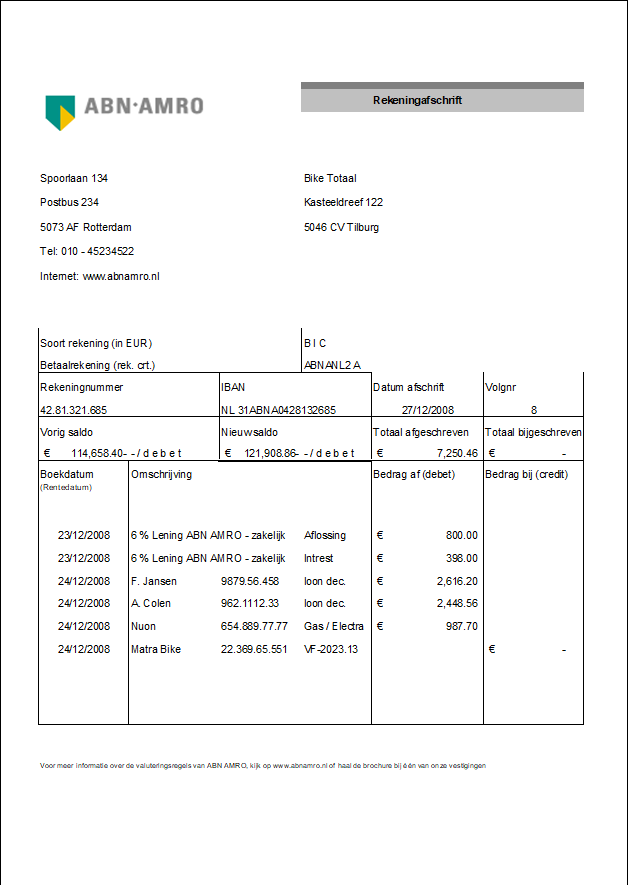 ABN·AMRO
Rekeningafschrift
Spoorlaan 134 Bike Totaal
Postbus 234 Kasteeldreef 122
5073 AF Rotterdam 5046 CV Tilburg
Tel: 010 - 45234522
Internet: www.abnamro.nl
Soort rekening (in EUR) B I C
Betaalrekening (rek. crt.) ABNANL2 A
Rekeningnummer IBAN Datum afschrift Volgnr
42.81.321.685 NL 31ABNA0428132685 27/12/2008 8
Vorig saldo Nieuw saldo Totaal afgeschreven Totaal bijgeschreven
€ 114,658.40- - / d e b e t € 121,908.86- - / d e b e t € 7,250.46 € -
Boekdatum Omschrijving Bedrag af (debet) Bedrag bij (credit)
(Rentedatum)
23/12/2008 6 % Lening ABN AMRO - zakelijk Aflossing € 800.00
23/12/2008 6 % Lening ABN AMRO - zakelijk Intrest € 398.00
24/12/2008 F. Jansen 9879.56.458 loon dec. € 2,616.20
24/12/2008 A. Colen 962.1112.33 loon dec. € 2,448.56
24/12/2008 Nuon 654.889.77.77 Gas / Electra € 987.70
24/12/2008 Matra Bike 22.369.65.551 VF-2023.13 € -
Voor meer informatie over de valuteringsregels van ABN AMRO, kijk op www.abnamro.nl of haal de brochure bij één van onze vestigingen